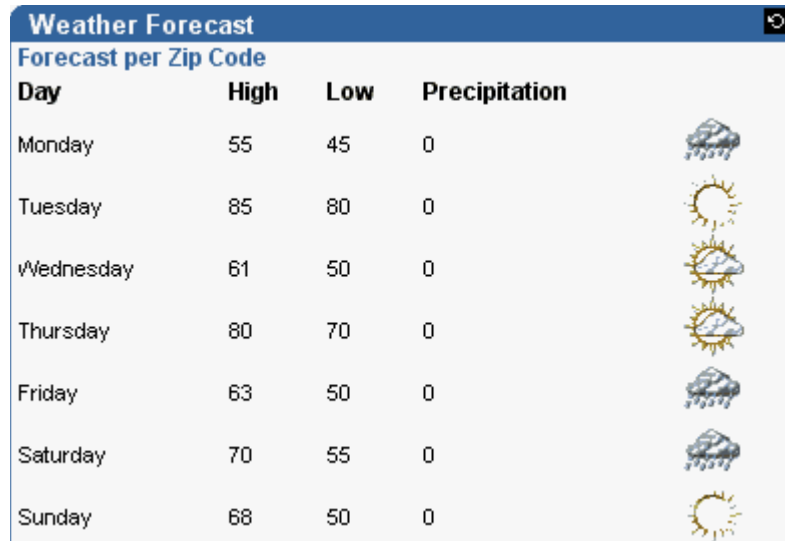 Weather Forecast
Forecast per Zip Code
Day High Low Precipitation
Monday 55 45 0
Tuesday 85 80 0
Wednesday 61 50 0
Thursday 80 70 0
Friday 63 50 0
Saturday 70 55 0
Sunday 68 50 0